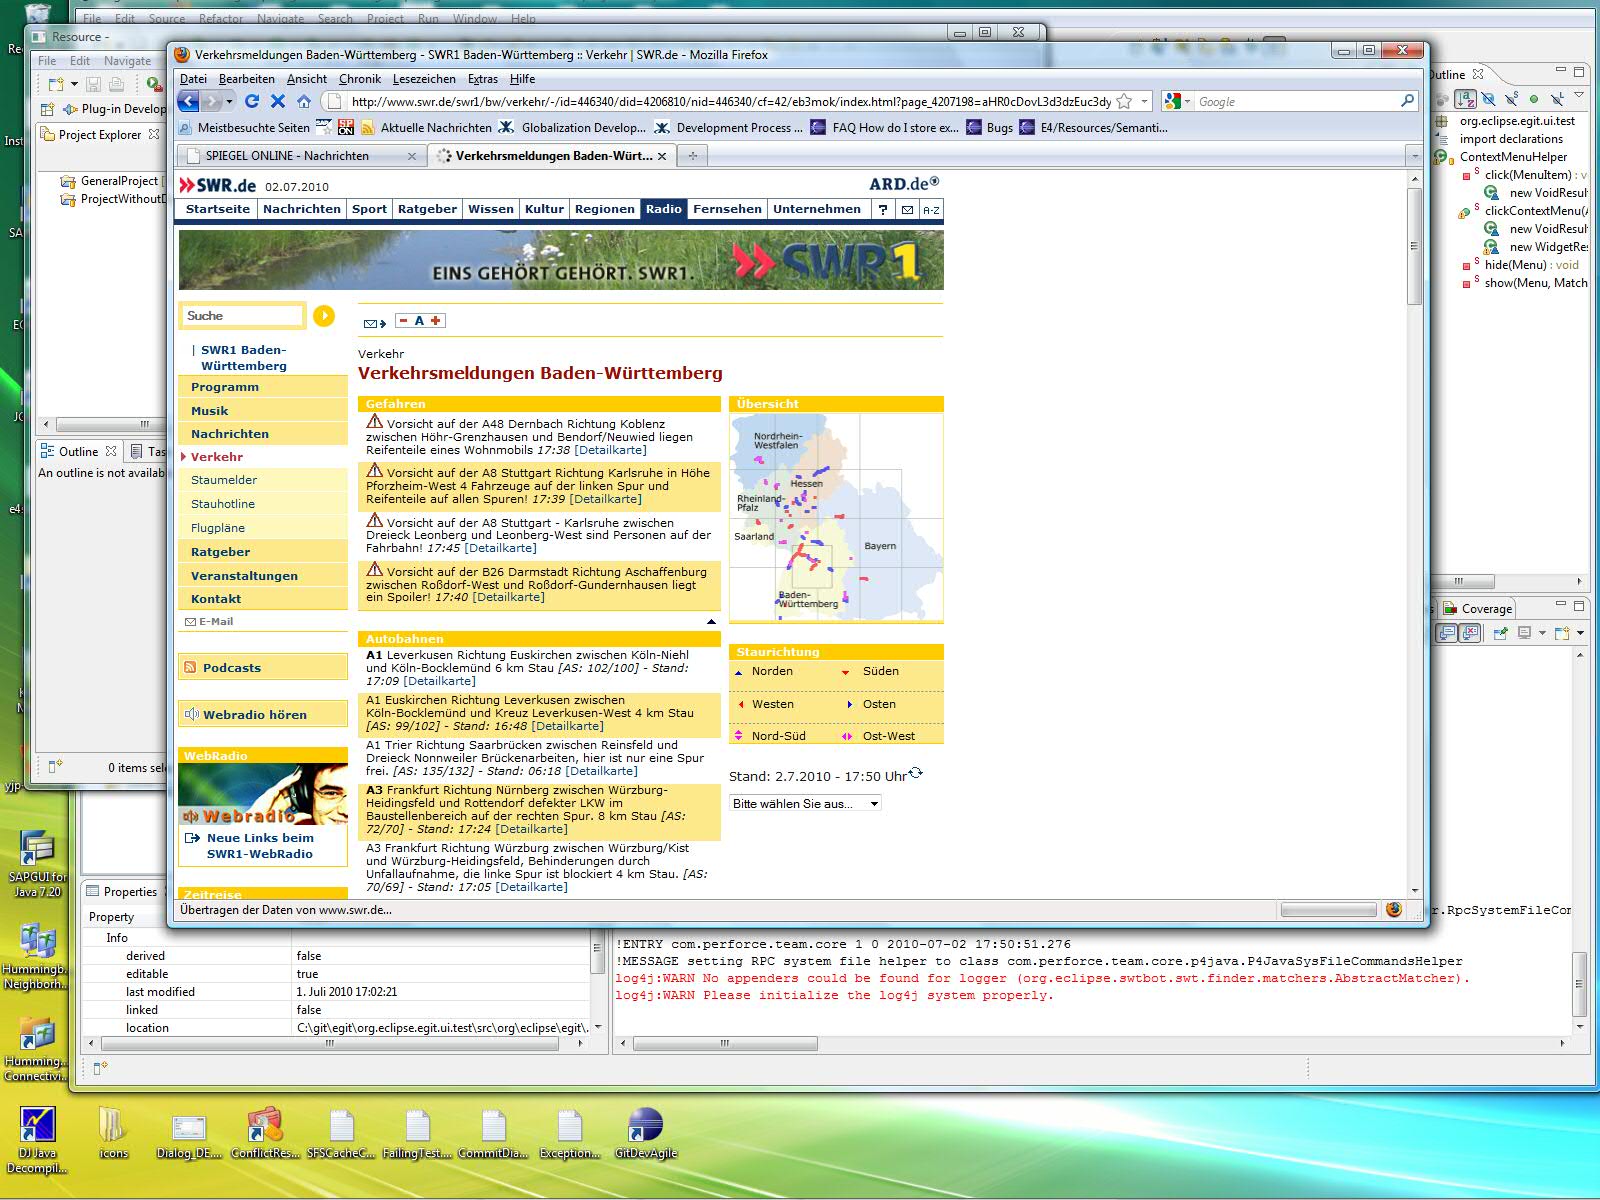 File Edit Source Refactor Navigate Search Project Run Window Help
Resource -
File Edit Navigate
Plug-in Develop
Project Explorer
GeneralProject
ProjectWithoutD
Outline
Tas
An outline is not availab
0 items sele
Verkehrsmeldungen Baden-Württemberg - SWR1 Baden-Württemberg :: Verkehr | SWR.de - Mozilla Firefox
Datei Bearbeiten Ansicht Chronik Lesezeichen Extras Hilfe
http://www.swr.de/swr1/bw/verkehr/-/id=446340/did=4206810/nid=446340/cf=42/eb3mok/index.html?page_4207198=aHR0cDovL3d3dzEuc3dy
Google
Meistbesuchte Seiten
Aktuelle Nachrichten
Globalization Develop...
Development Process ...
FAQ How do I store ex...
Bugs
E4/Resources/Semanti...
SPIEGEL ONLINE - Nachrichten
Verkehrsmeldungen Baden-Würt...
SWR.de 02.07.2010
ARD.de
Startseite Nachrichten Sport Ratgeber Wissen Kultur Regionen Radio Fernsehen Unternehmen ? A-Z
EINS GEHÖRT GEHÖRT. SWR1.
SWR1
Suche
- A +
SWR1 Baden-
Württemberg
Programm
Musik
Nachrichten
Verkehr
Staumelder
Stauhotline
Flugpläne
Ratgeber
Veranstaltungen
Kontakt
E-Mail
Podcasts
Webradio hören
WebRadio
Webradio
Neue Links beim
SWR1-WebRadio
Zeitreise
Verkehr
Verkehrsmeldungen Baden-Württemberg
Gefahren
Vorsicht auf der A48 Dernbach Richtung Koblenz
zwischen Höhr-Grenzhausen und Bendorf/Neuwied liegen
Reifenteile eines Wohnmobils 17:38 [Detailkarte]
Vorsicht auf der A8 Stuttgart Richtung Karlsruhe in Höhe
Pforzheim-West 4 Fahrzeuge auf der linken Spur und
Reifenteile auf allen Spuren! 17:39 [Detailkarte]
Vorsicht auf der A8 Stuttgart - Karlsruhe zwischen
Dreieck Leonberg und Leonberg-West sind Personen auf der
Fahrbahn! 17:45 [Detailkarte]
Vorsicht auf der B26 Darmstadt Richtung Aschaffenburg
zwischen Roßdorf-West und Roßdorf-Gundernhausen liegt
ein Spoiler! 17:40 [Detailkarte]
Autobahnen
A1 Leverkusen Richtung Euskirchen zwischen Köln-Niehl
und Köln-Bocklemünd 6 km Stau [AS: 102/100] - Stand:
17:09 [Detailkarte]
A1 Euskirchen Richtung Leverkusen zwischen
Köln-Bocklemünd und Kreuz Leverkusen-West 4 km Stau
[AS: 99/102] - Stand: 16:48 [Detailkarte]
A1 Trier Richtung Saarbrücken zwischen Reinsfeld und
Dreieck Nonnweiler Brückenarbeiten, hier ist nur eine Spur
frei. [AS: 135/132] - Stand: 06:18 [Detailkarte]
A3 Frankfurt Richtung Nürnberg zwischen Würzburg-
Heidingsfeld und Rottendorf defekter LKW im
Baustellenbereich auf der rechten Spur. 8 km Stau [AS:
72/70] - Stand: 17:24 [Detailkarte]
A3 Frankfurt Richtung Würzburg zwischen Würzburg/Kist
und Würzburg-Heidingsfeld, Behinderungen durch
Unfallaufnahme, die linke Spur ist blockiert 4 km Stau. [AS:
70/69] - Stand: 17:05 [Detailkarte]
Übersicht
Nordrhein-
Westfalen
Hessen
Rheinland-
Pfalz
Saarland
Bayern
Baden-
Württemberg
Staurichtung
Norden Süden
Westen Osten
Nord-Süd Ost-West
Stand: 2.7.2010 - 17:50 Uhr
Bitte wählen Sie aus...
Übertragen der Daten von www.swr.de...
Outline
org.eclipse.egit.ui.test
import declarations
ContextMenuHelper
click(MenuItem) : v
new VoidResul
clickContextMenu(A
new VoidResul
new WidgetRes
hide(Menu) : void
show(Menu, Match
Coverage
Properties
Property
Info
derived false
editable true
last modified 1. Juli 2010 17:02:21
linked false
location C:\git\egit\org.eclipse.egit.ui.test\src\org\eclipse\egit\.
r.RpcSystemFileCom
!ENTRY com.perforce.team.core 1 0 2010-07-02 17:50:51.276
!MESSAGE setting RPC system file helper to class com.perforce.team.core.p4java.P4JavaSysFileCommandsHelper
log4j:WARN No appenders could be found for logger (org.eclipse.swtbot.swt.finder.matchers.AbstractMatcher).
log4j:WARN Please initialize the log4j system properly.
SAPGUI for
Java 7.20
Hummingb...
Neighborh...
Humming...
Connectivi...
DJ Java
Decompil...
icons
Dialog_DE....
ConflictRes...
SFSCacheC...
FailingTest....
CommitDia...
Exception...
GitDevAgile